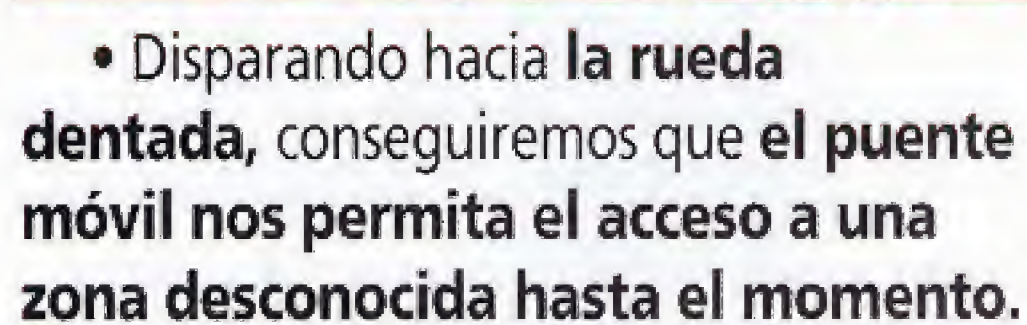 • Disparando hacia la rueda
dentada, conseguiremos que el puente
móvil nos permita el acceso a una
zona desconocida hasta el momento.